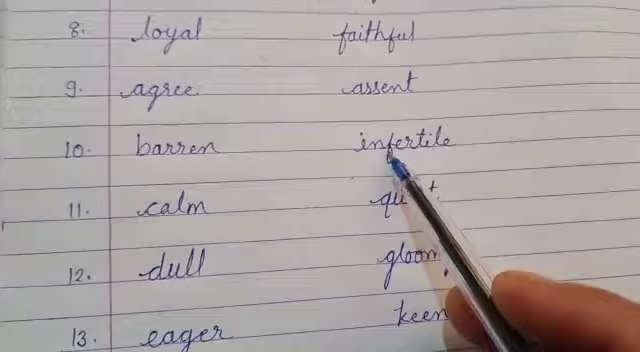 8. loyal faithful
9. agree assent
10. barren infertile
11. calm
12. dull
13. eager keen